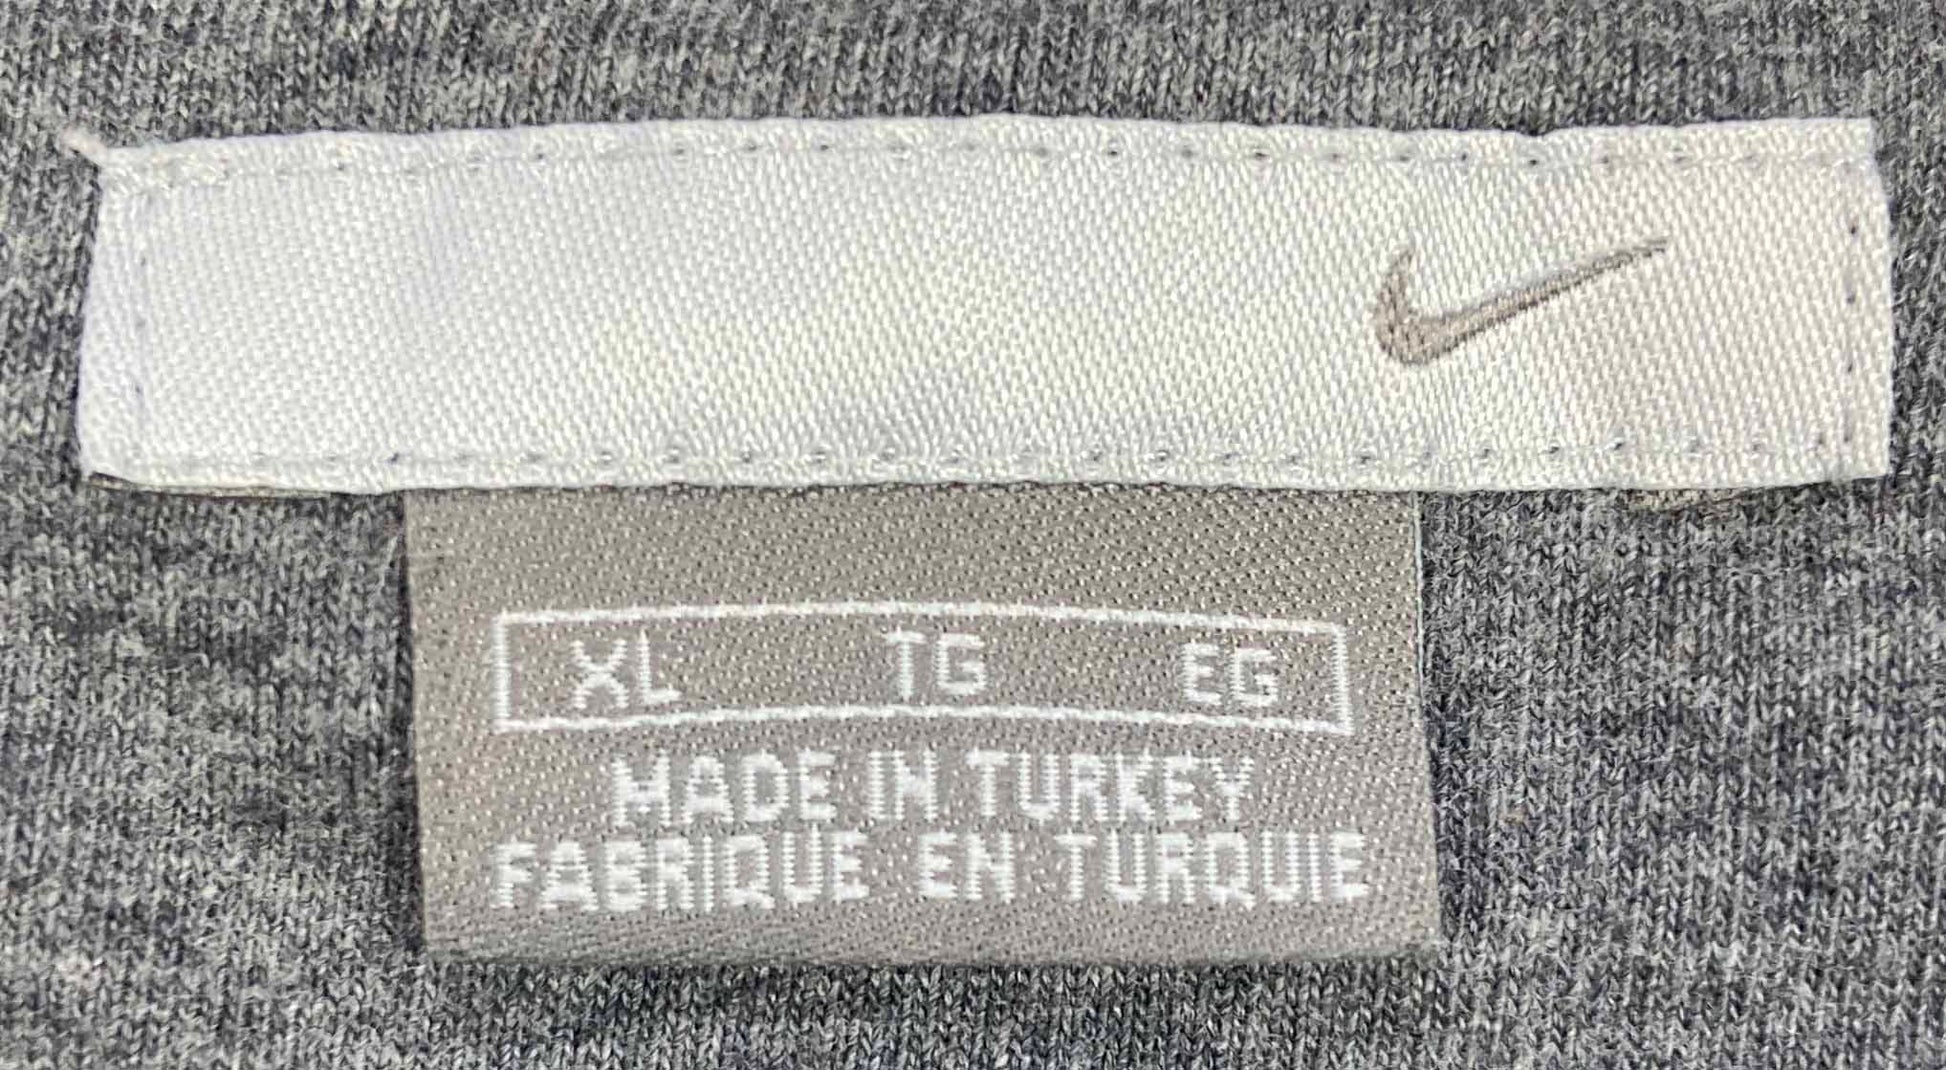 XL TG EG
MADE IN TURKEY
FABRIQUE EN TURQUIE